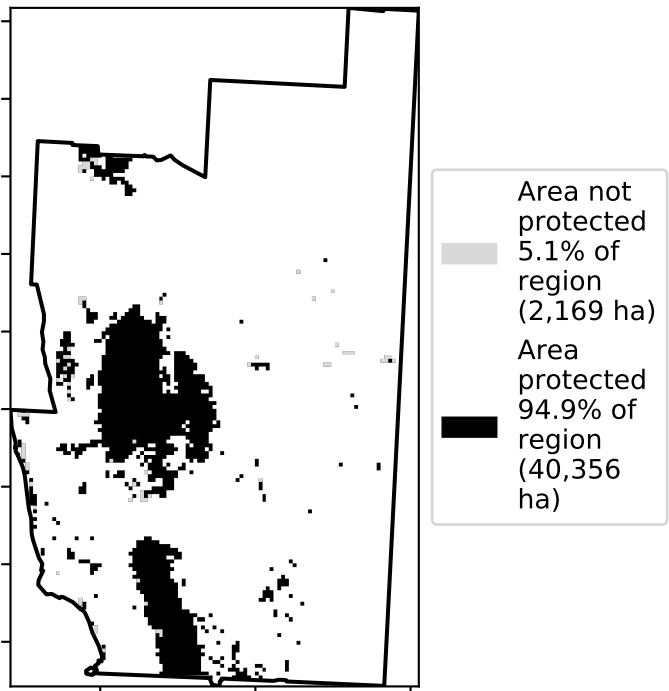 Area not
protected
5.1% of
region
(2,169 ha)
Area
protected
94.9% of
region
(40,356
ha)